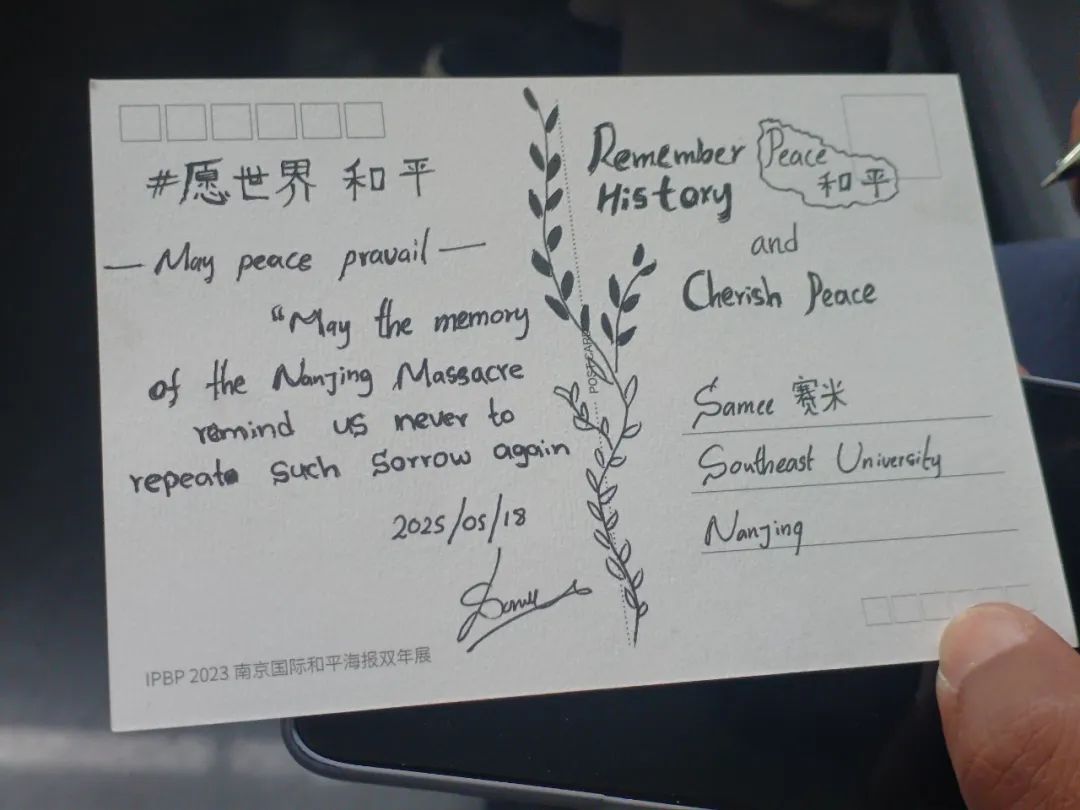 #愿世界 和平
— May peace pravail —
"May the memory
of the Nanjing Massacre
remind us never to
repeat such sorrow again
2025/05/18
Samee
IPBP 2023 南京国际和平海报双年展
POSTCARD
Remember
History
Peace
和平
and
Cherish Peace
Samee 赛米
Southeast University
Nanjing